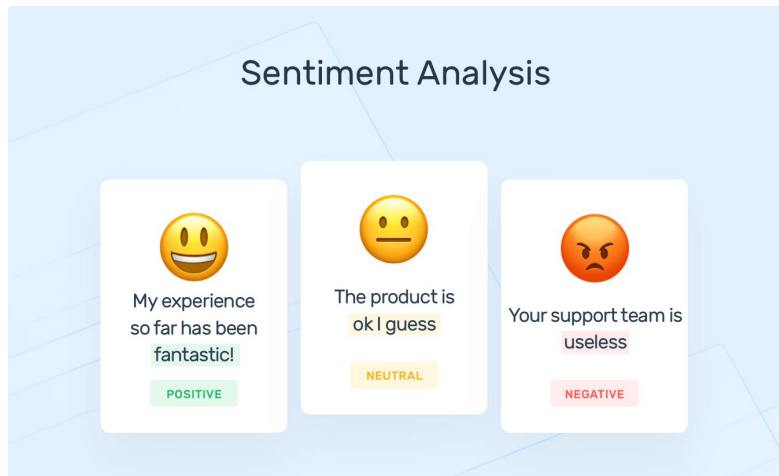 Sentiment Analysis
My experience
so far has been
fantastic!
POSITIVE
The product is
ok I guess
NEUTRAL
Your support team is
useless
NEGATIVE